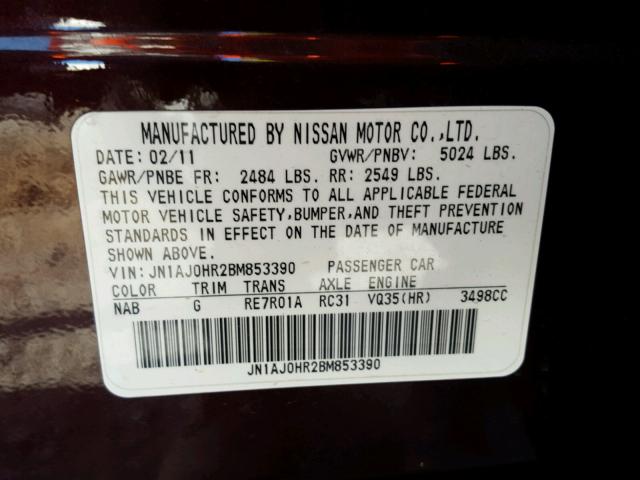 MANUFACTURED BY NISSAN MOTOR CO.,LTD.
DATE: 02/11 GVWR/PNBV: 5024 LBS.
GAWR/PNBE FR: 2484 LBS. RR: 2549 LBS.
THIS VEHICLE CONFORMS TO ALL APPLICABLE FEDERAL
MOTOR VEHICLE SAFETY,BUMPER,AND THEFT PREVENTION
STANDARDS IN EFFECT ON THE DATE OF MANUFACTURE
SHOWN ABOVE.
VIN: JN1AJ0HR2BM853390 PASSENGER CAR
COLOR TRIM TRANS AXLE ENGINE
NAB G RE7R01A RC31 VQ35(HR) 3498CC
JN1AJ0HR2BM853390